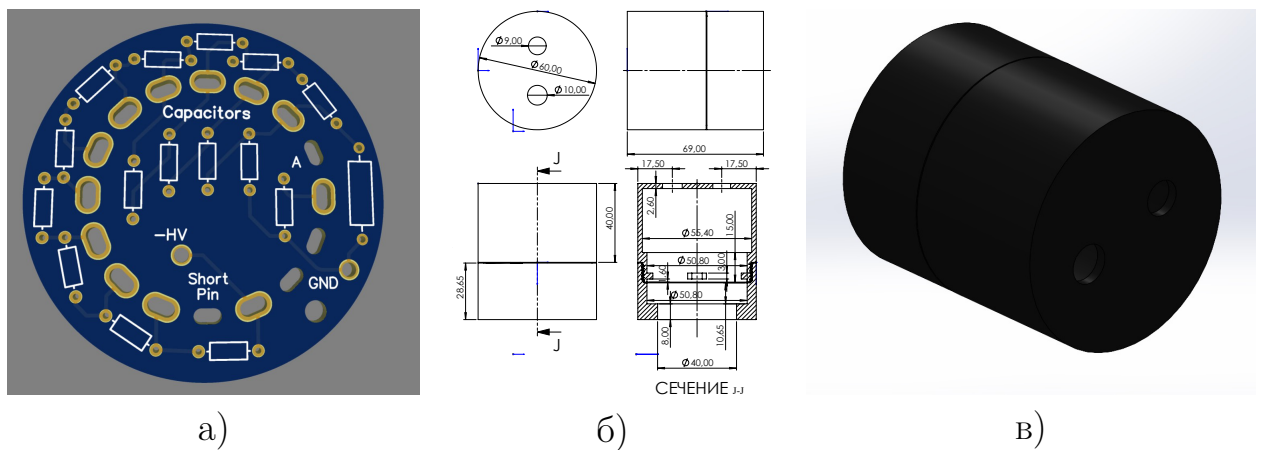 Capacitors
A
-HV
Short
Pin
GND
Ø9,00
Ø60,00
Ø10,00
69,00
J
J
40,00
28,65
17,50
17,50
2,60
Ø55,40
15,00
Ø50,80
1,60
3,00
Ø50,80
8,00
10,65
Ø40,00
СЕЧЕНИЕ J-J
а)
б)
в)